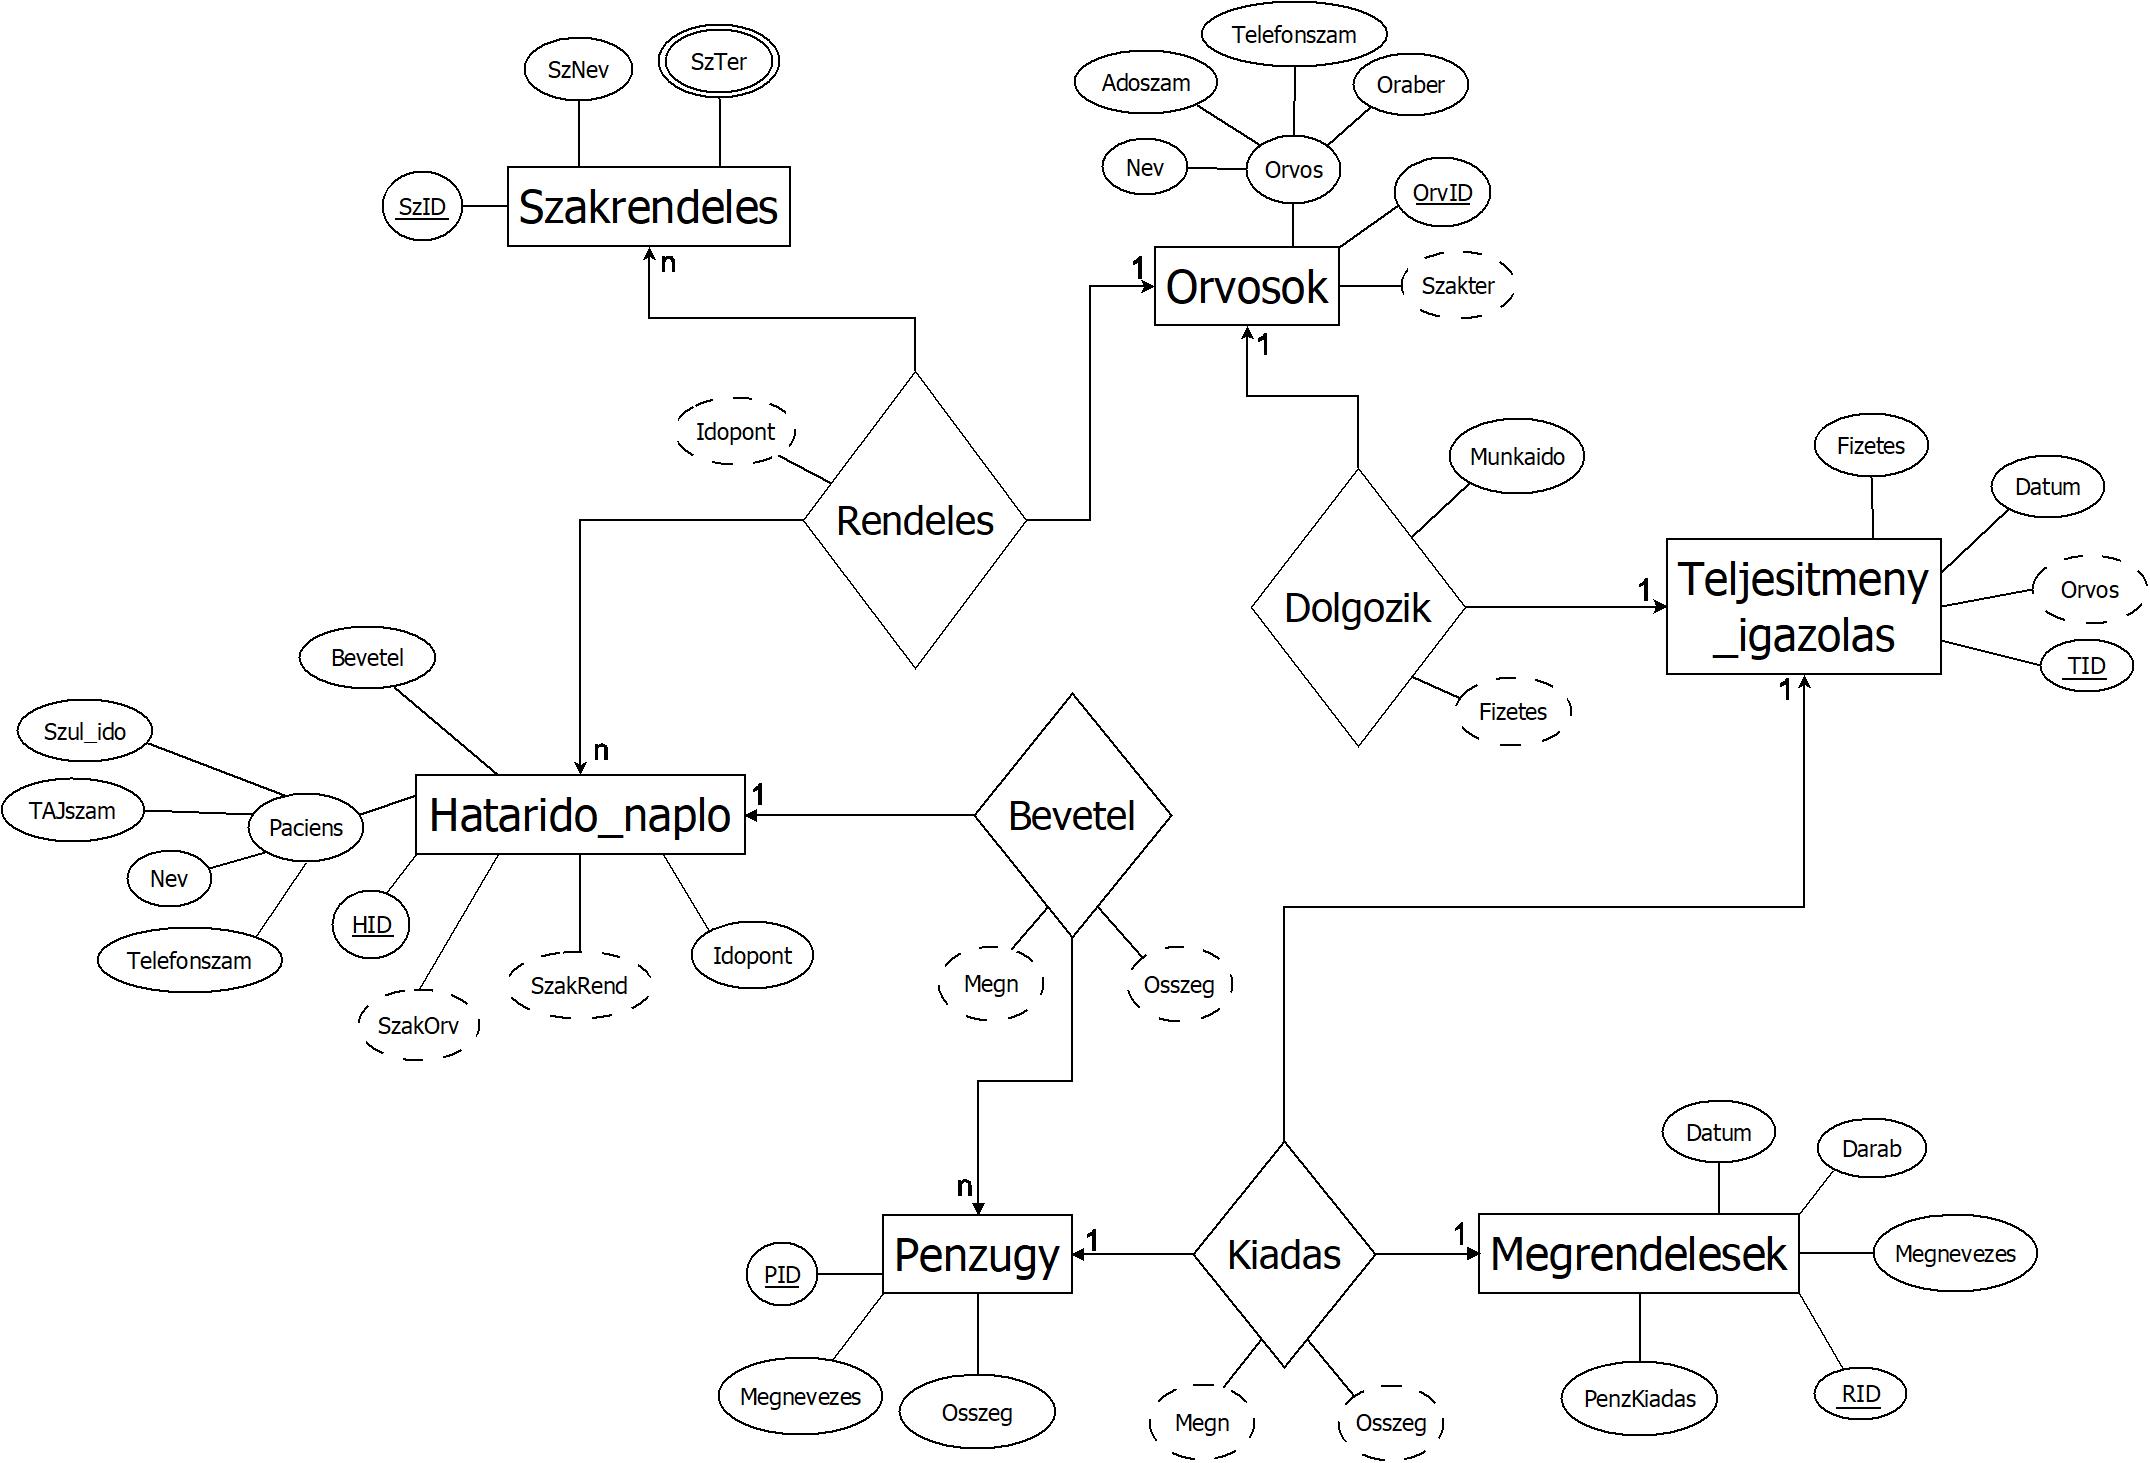 Telefonszam
SzNev
SzTer
Adoszam
Oraber
Nev
Orvos
SzID
Szakrendeles
OrvID
n
1
Orvosok
Szakter
1
Idopont
Munkaido
Fizetes
Datum
Rendeles
Teljesitmeny
_igazolas
1
Orvos
Dolgozik
TID
Bevetel
1
Fizetes
Szul_ido
n
TAJszam
Paciens
Hatarido_naplo
1
Bevetel
Nev
HID
Telefonszam
Idopont
SzakRend
Megn
Osszeg
SzakOrv
Datum
Darab
n
PID
Penzugy
1
Kiadas
1
Megrendelesek
Megnevezes
Megnevezes
Osszeg
Megn
Osszeg
PenzKiadas
RID